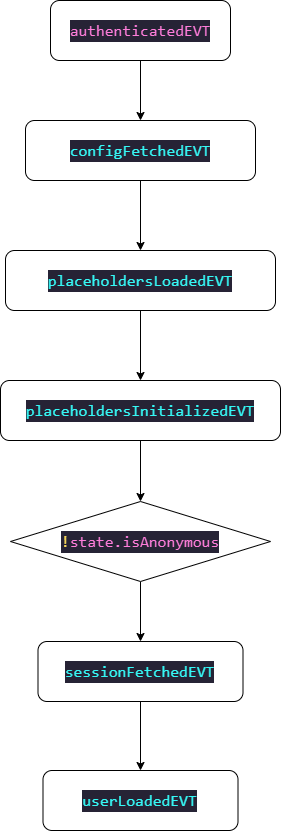 authenticatedEVT
configFetchedEVT
placeholdersLoadedEVT
placeholdersInitializedEVT
!state.isAnonymous
sessionFetchedEVT
userLoadedEVT